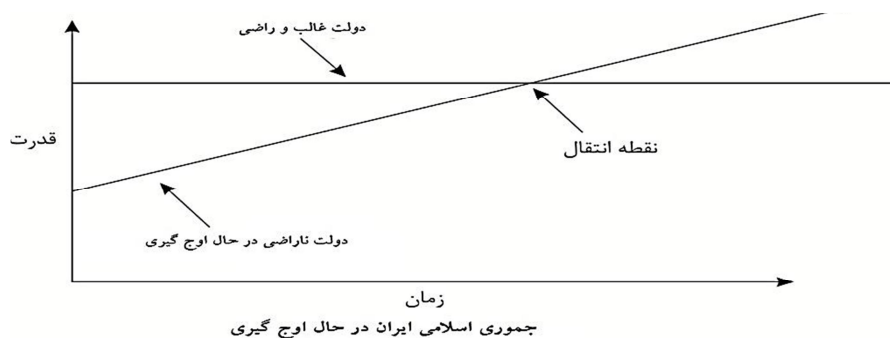 دولت غالب و راضی
قدرت
نقطه انتقال
دولت ناراضی در حال اوج گیری
زمان
جموری اسلامی ایران در حال اوج گیری